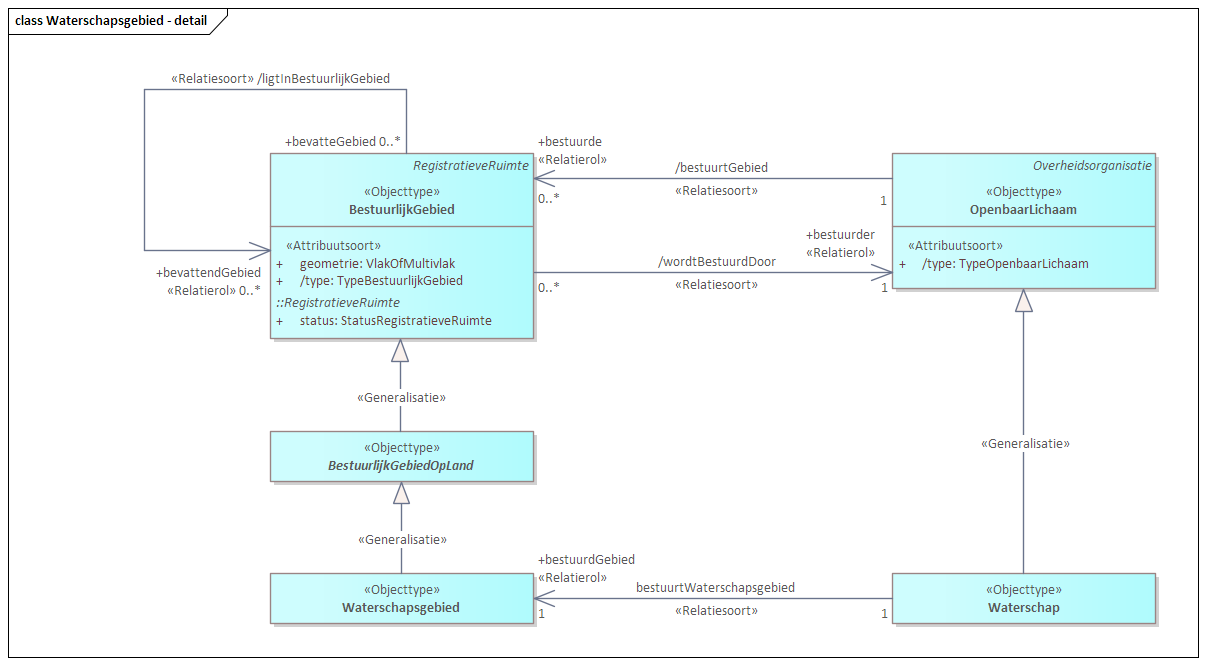 class Waterschapsgebied - detail
«Relatiesoort» /ligtInBestuurlijkGebied
+bevatteGebied 0..*
+bevattendGebied
«Relatierol» 0..*
RegistratieveRuimte
«Objecttype»
BestuurlijkGebied
«Attribuutsoort»
+ geometrie: VlakOfMultivlak
+ /type: TypeBestuurlijkGebied
::RegistratieveRuimte
+ status: StatusRegistratieveRuimte
+bestuurde
«Relatierol»
0..*
/bestuurtGebied
«Relatiesoort»
1
0..*
/wordtBestuurdDoor
«Relatiesoort»
+bestuurder
«Relatierol»
1
Overheidsorganisatie
«Objecttype»
OpenbaarLichaam
«Attribuutsoort»
+ /type: TypeOpenbaarLichaam
«Generalisatie»
«Objecttype»
BestuurlijkGebiedOpLand
«Generalisatie»
«Generalisatie»
«Objecttype»
Waterschapsgebied
+bestuurdGebied
«Relatierol»
1
bestuurtWaterschapsgebied
«Relatiesoort»
1
«Objecttype»
Waterschap